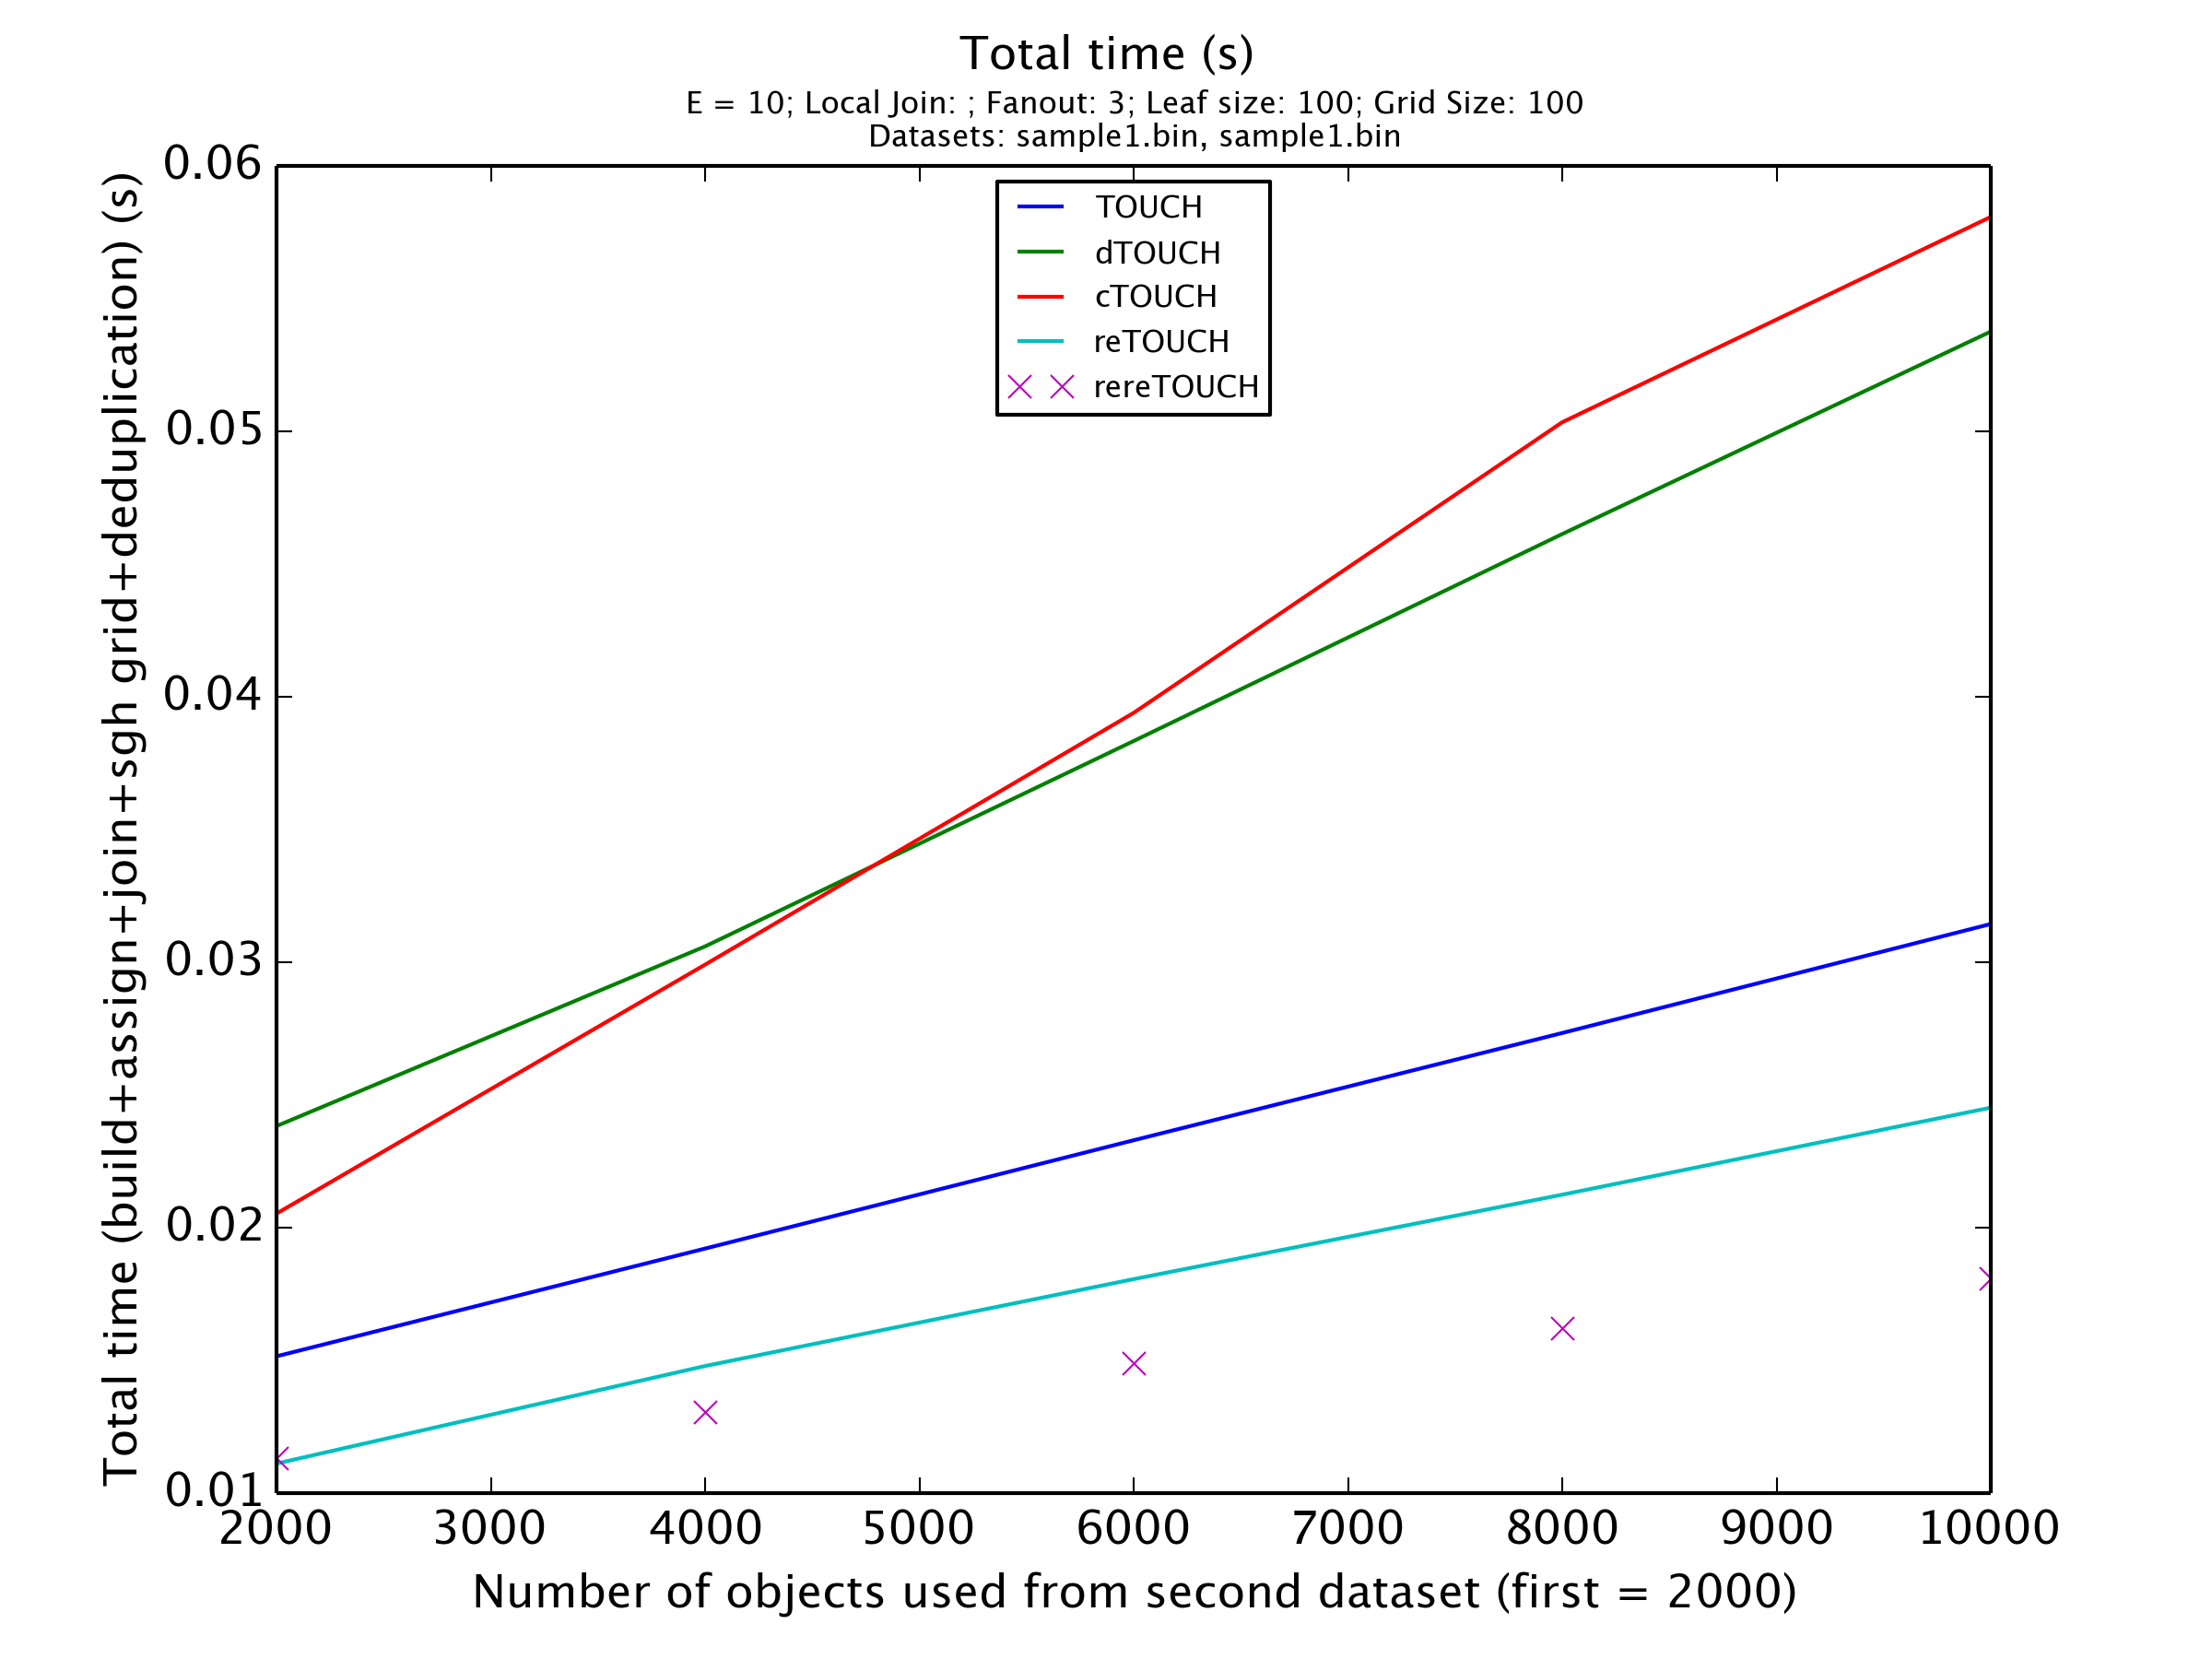 Total time (s)
E = 10; Local Join: ; Fanout: 3; Leaf size: 100; Grid Size: 100
Datasets: sample1.bin, sample1.bin
Total time (build+assign+join+sgh grid+deduplication) (s)
0.06
0.05
0.04
0.03
0.02
0.01
TOUCH
dTOUCH
cTOUCH
reTOUCH
rereTOUCH
2000 3000 4000 5000 6000 7000 8000 9000 10000
Number of objects used from second dataset (first = 2000)